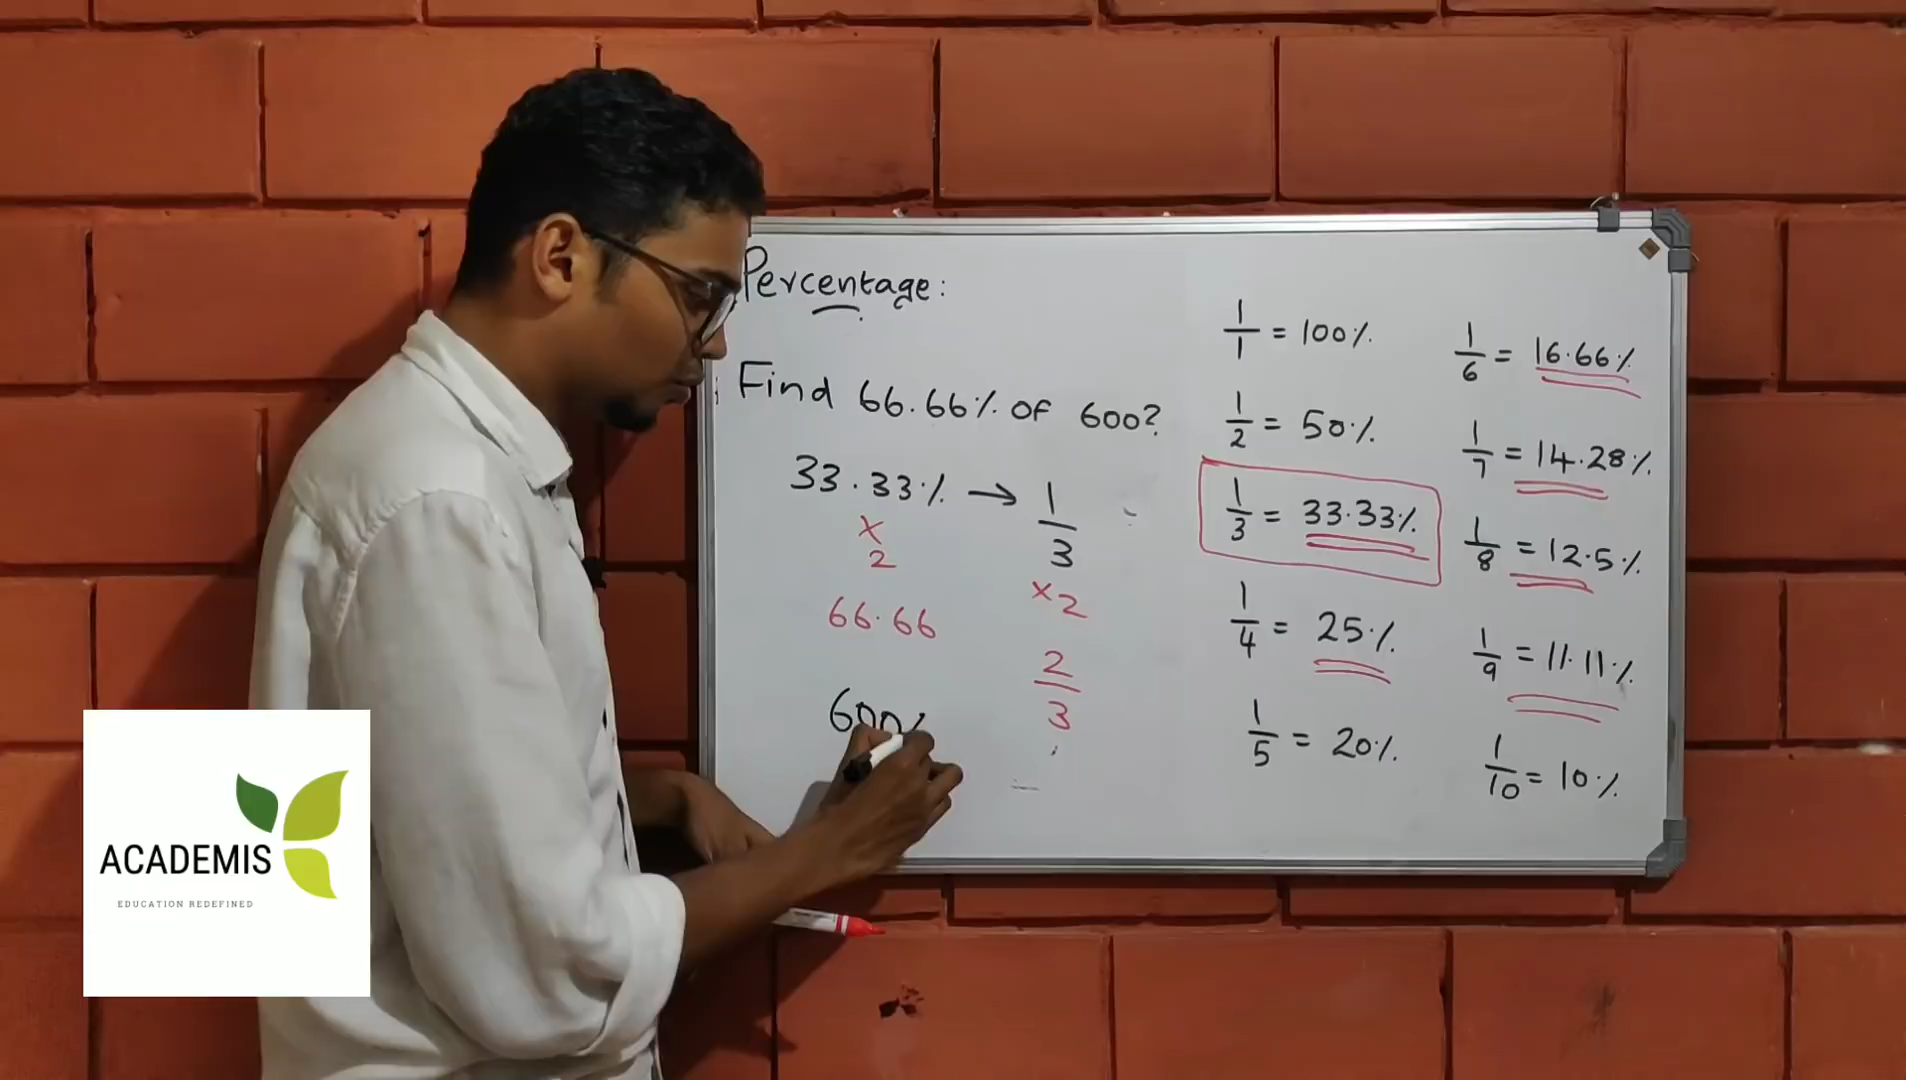 Percentage:
Find 66.66% of 600?
33.33% → 1/3
× 2
× 2
66.66
2/3
600
1/1 = 100%
1/2 = 50%
1/3 = 33.33%
1/4 = 25%
1/5 = 20%
1/6 = 16.66%
1/7 = 14.28%
1/8 = 12.5%
1/9 = 11.11%
1/10 = 10%
ACADEMIS
EDUCATION REDEFINED